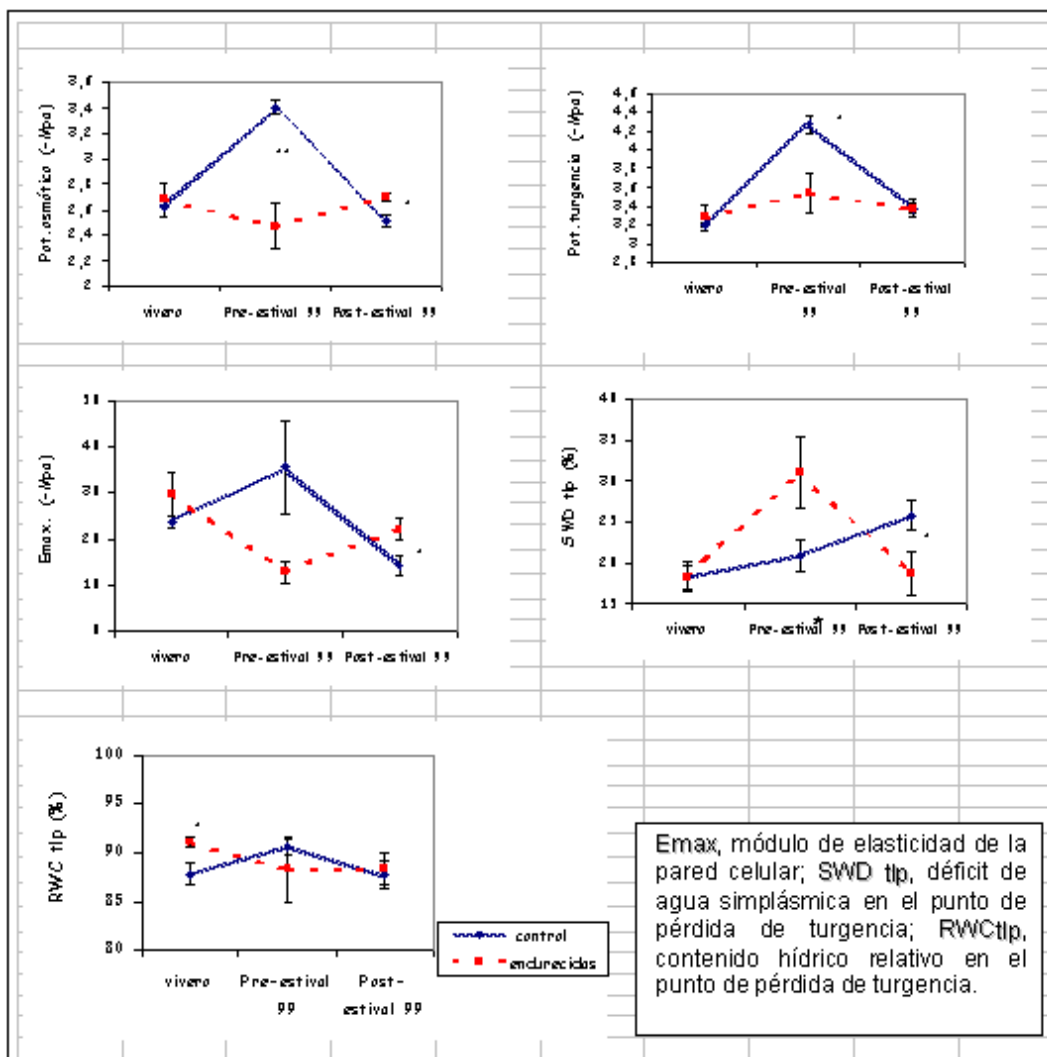 Pot.osmótico (-Mpa)
3,6
3,4
3,2
3
2,8
2,6
2,4
2,2
2
vivero Pre-estival 99 Post-estival 99
Pot.turgencia (-Mpa)
4,6
4,4
4,2
4
3,8
3,6
3,4
3,2
3
2,8
vivero Pre-estival 99 Post-estival 99
Emax. (-Mpa)
50
40
30
20
10
0
vivero Pre-estival 99 Post-estival 99
SWD tlp (%)
40
35
30
25
20
15
vivero Pre-estival 99 Post-estival 99
*
RWC tlp (%)
100
95
90
85
80
vivero Pre-estival 99 Post-estival 99
control
endurecidas
Emax, módulo de elasticidad de la
pared celular; SWD tlp, déficit de
agua simplásmica en el punto de
pérdida de turgencia; RWCtlp,
contenido hídrico relativo en el
punto de pérdida de turgencia.